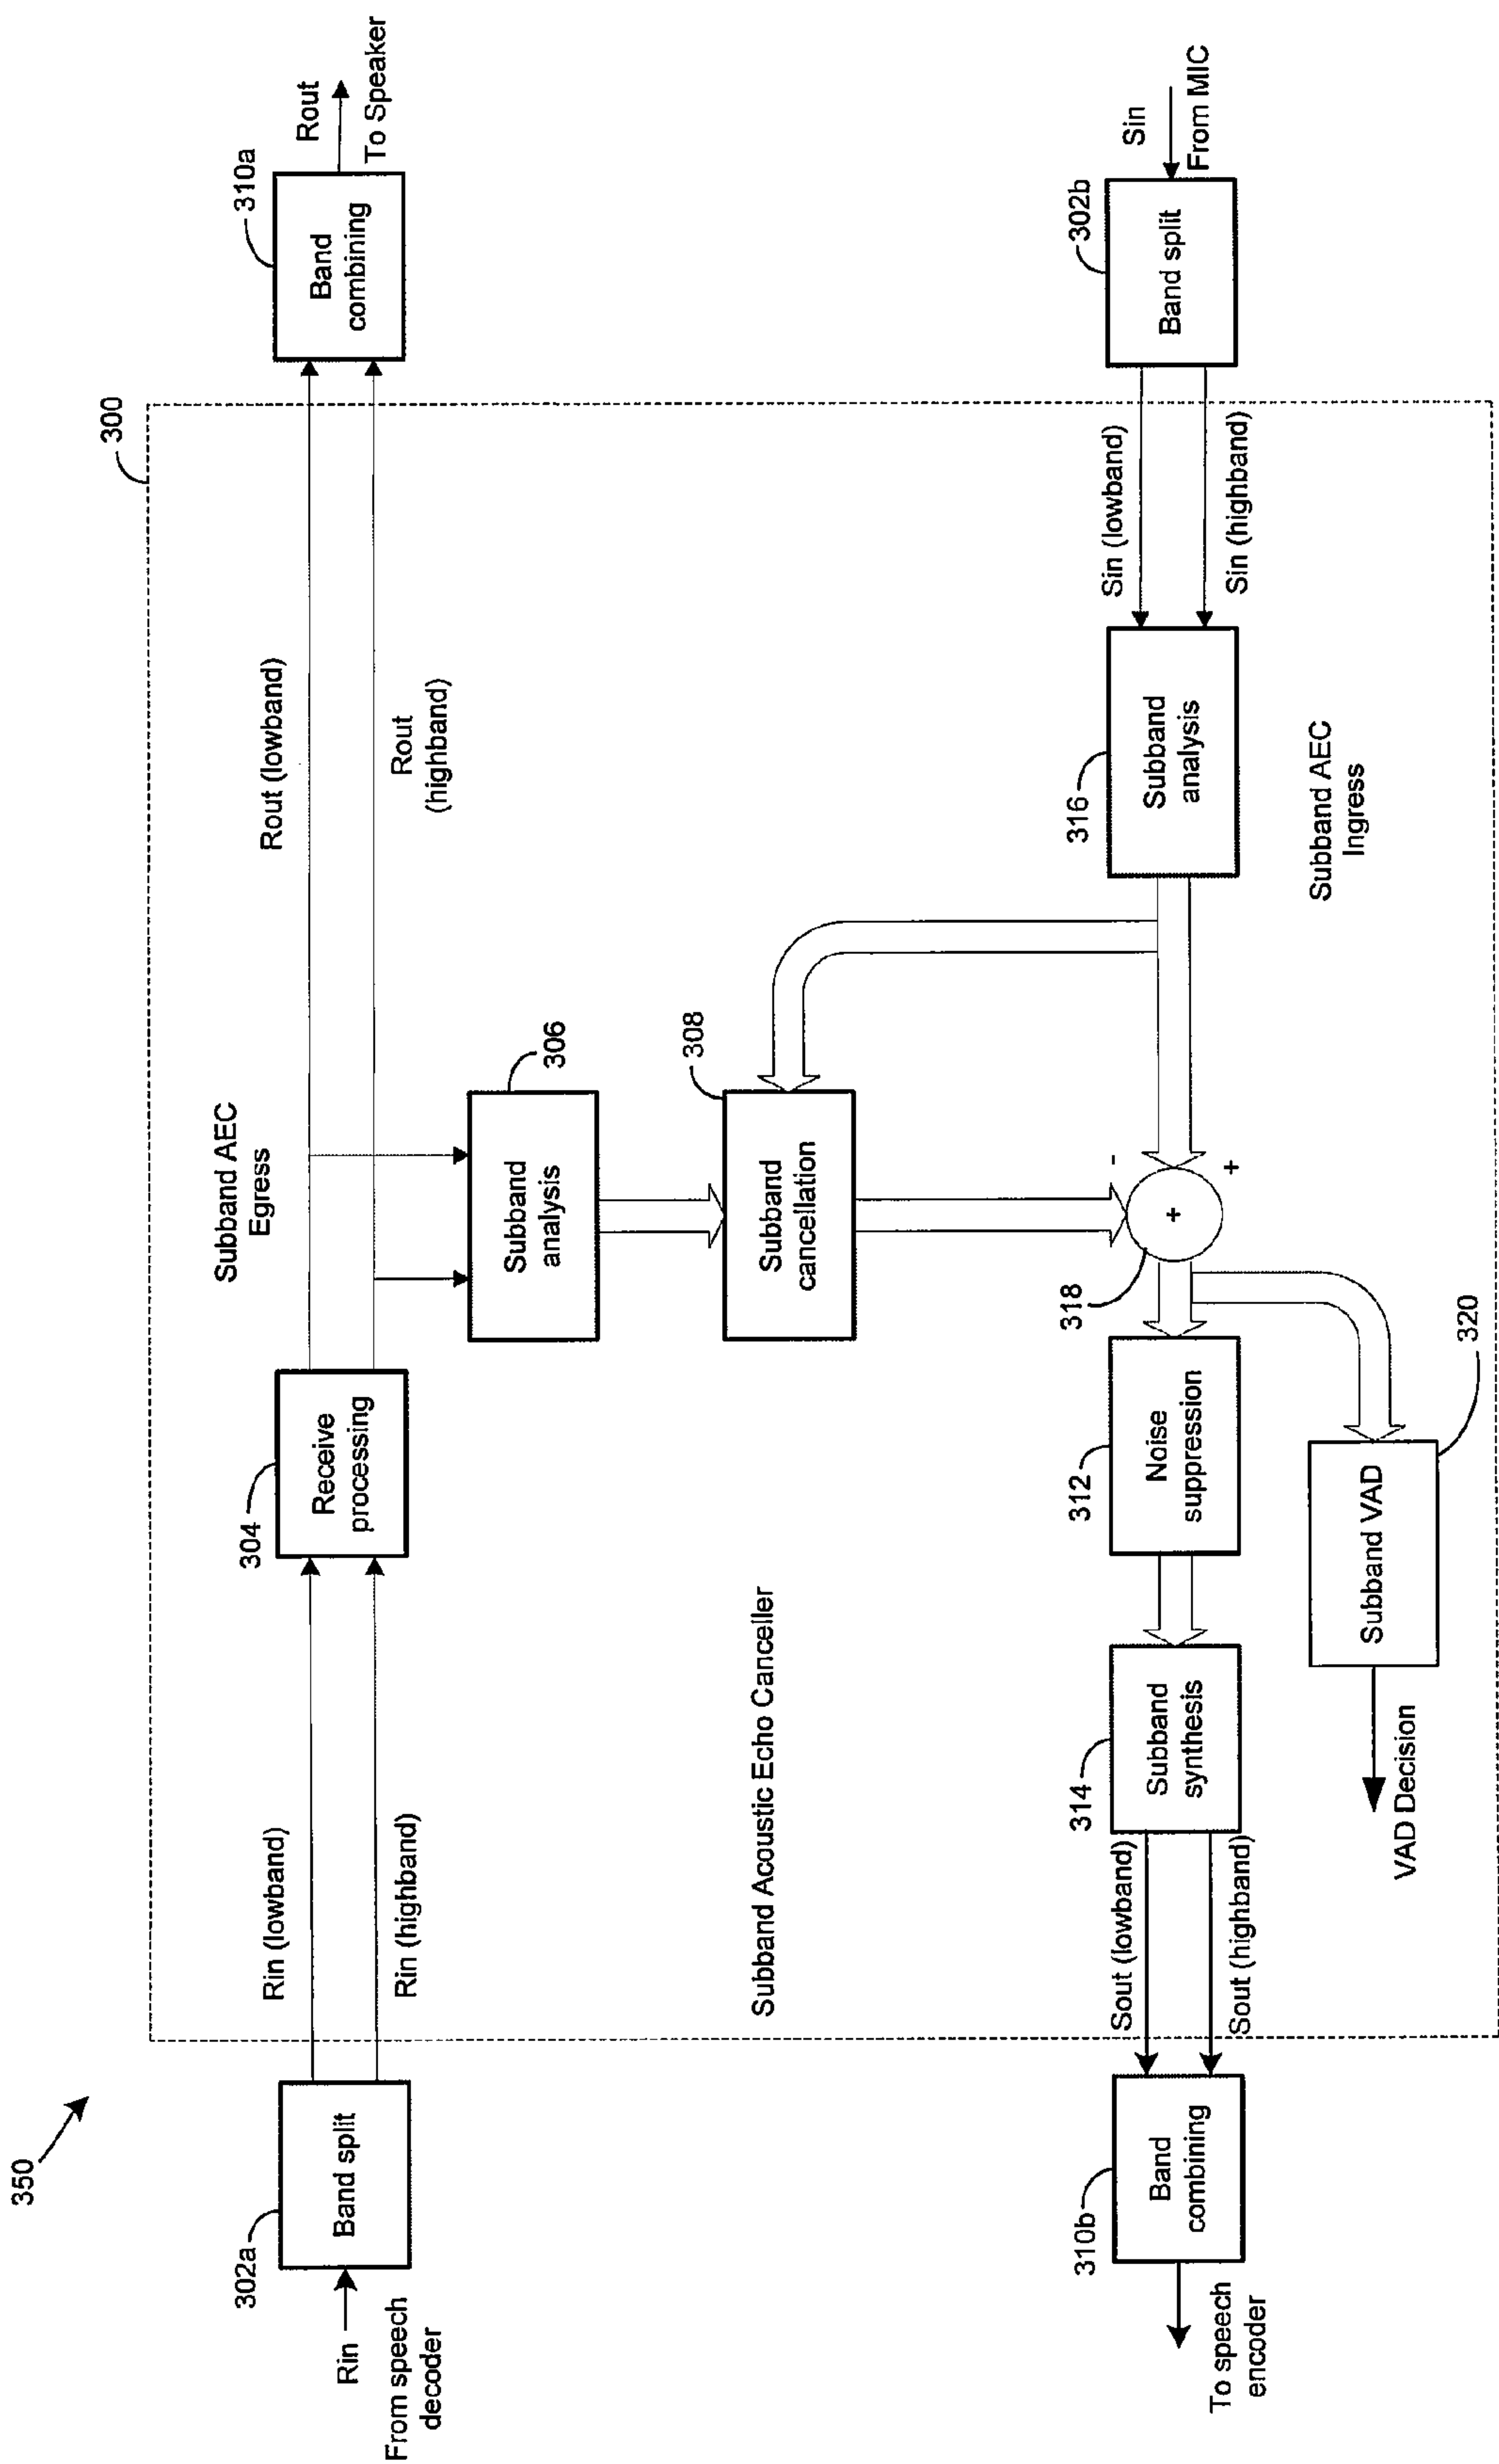 350
300
302a
Band split
Rin
From speech
decoder
Rin (lowband)
Rin (highband)
304
Receive
processing
Subband AEC
Egress
Rout (lowband)
Rout
(highband)
310a
Band
combining
Rout
To Speaker
306
Subband
analysis
308
Subband
cancellation
Subband Acoustic Echo Canceller
310b
Band
combining
To speech
encoder
Sout (lowband)
Sout (highband)
314
Subband
synthesis
312
Noise
suppression
318
+
-
+
316
Subband
analysis
Sin (lowband)
Sin (highband)
302b
Band split
Sin
From MIC
Subband AEC
Ingress
320
Subband VAD
VAD Decision